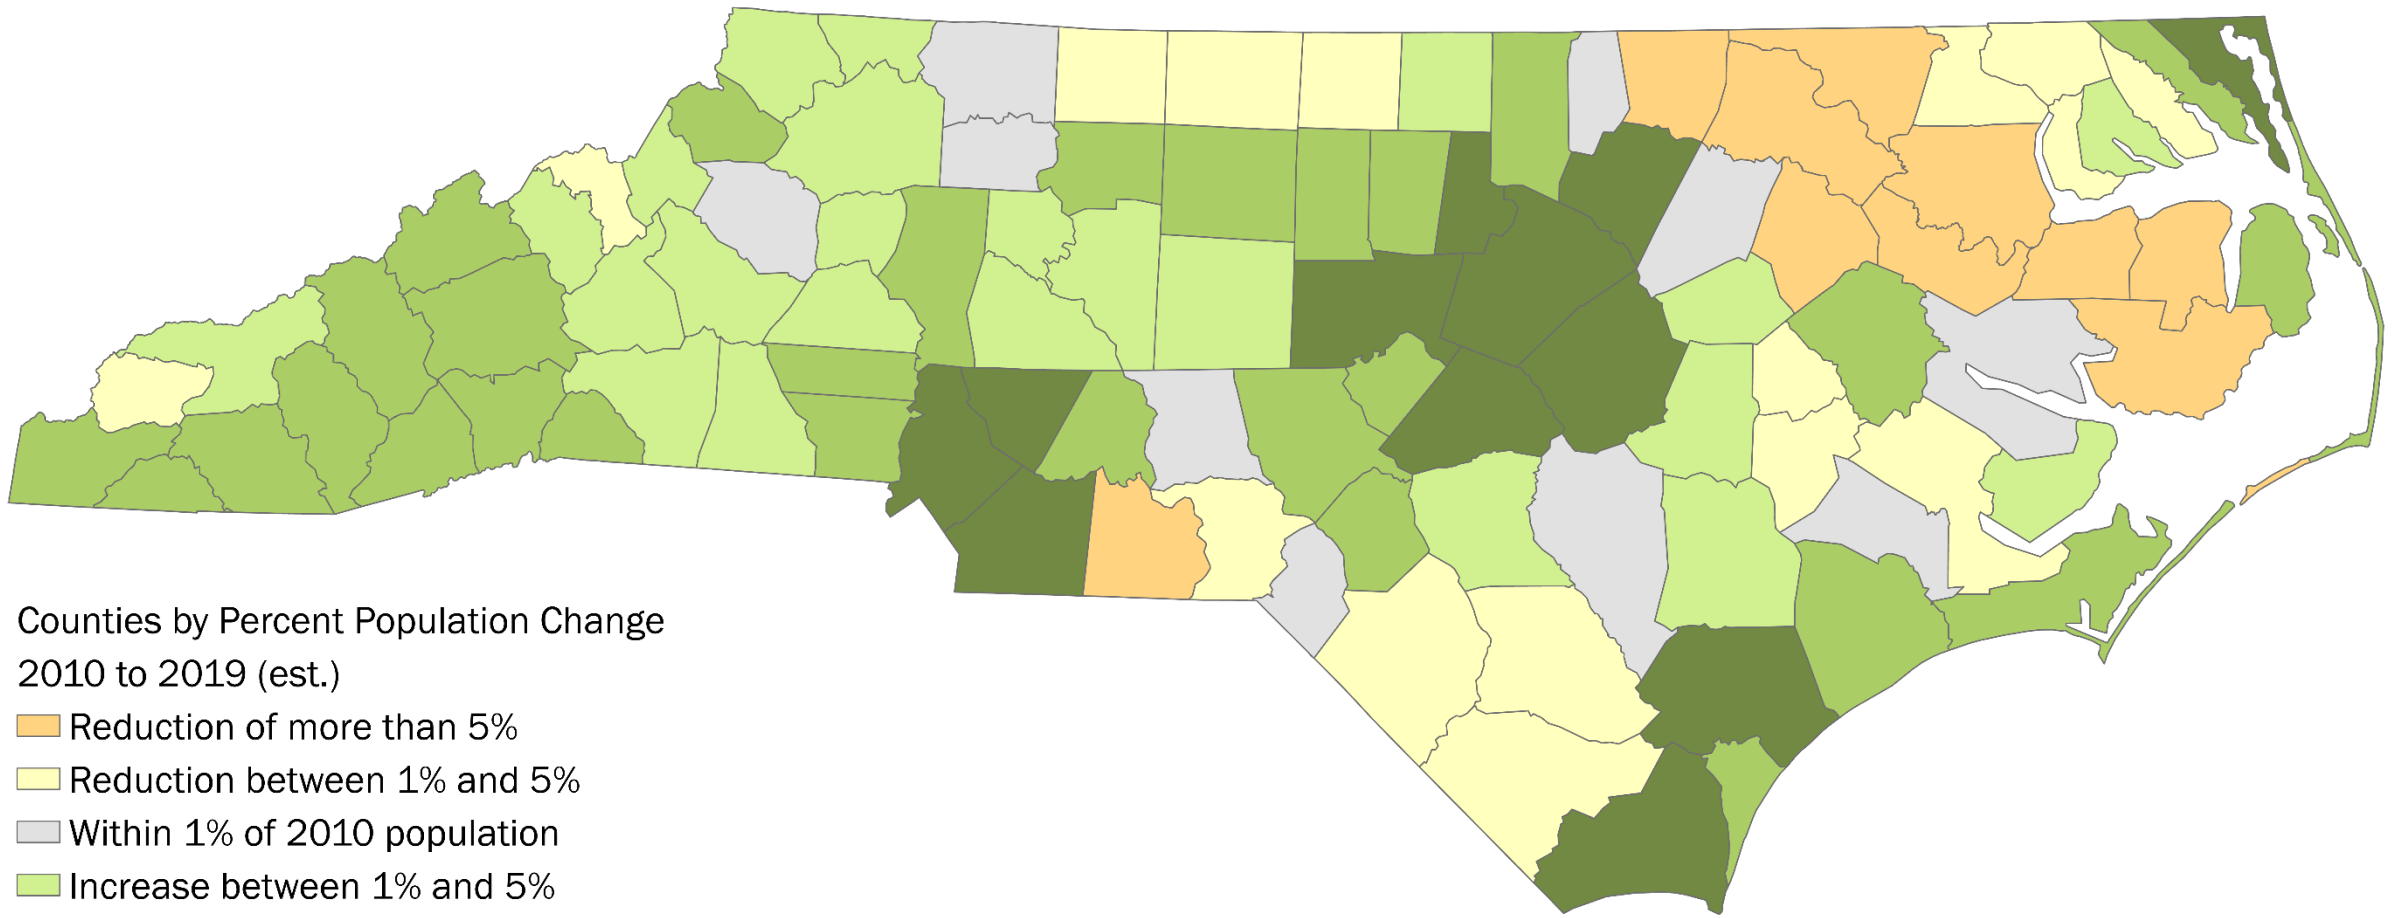 Counties by Percent Population Change
2010 to 2019 (est.)
Reduction of more than 5%
Reduction between 1% and 5%
Within 1% of 2010 population
Increase between 1% and 5%